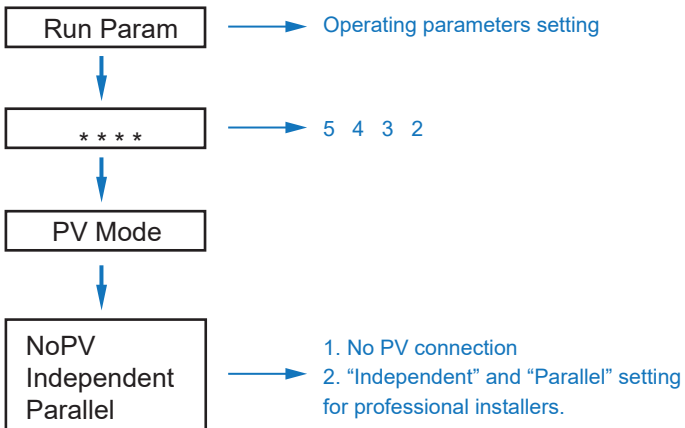 Run Param
Operating parameters setting
* * * *
5 4 3 2
PV Mode
NoPV
Independent
Parallel
1. No PV connection
2. “Independent” and “Parallel” setting
for professional installers.